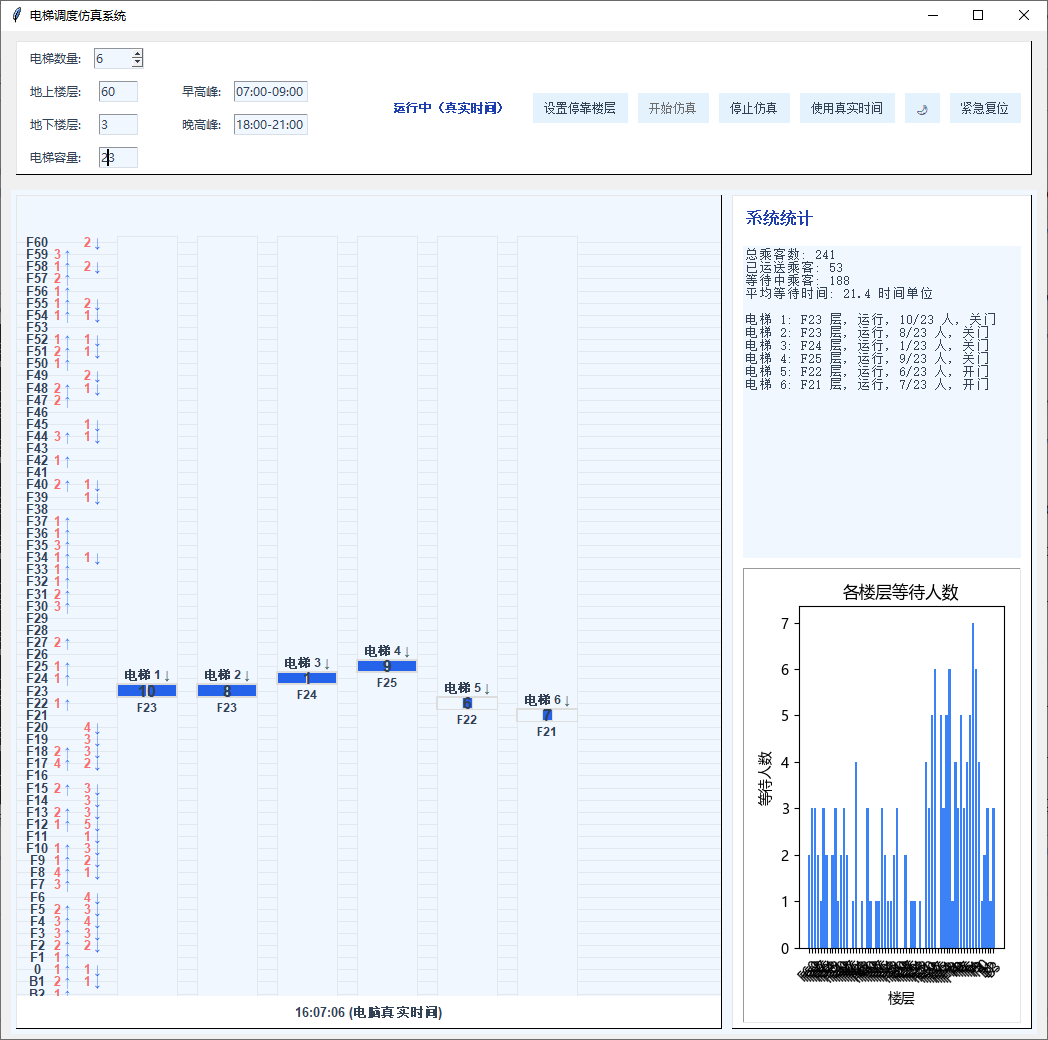 电梯调度仿真系统
电梯数量: 6
地上楼层: 60 早高峰: 07:00-09:00
地下楼层: 3 晚高峰: 18:00-21:00
电梯容量: 23
运行中（真实时间） 设置停靠楼层 开始仿真 停止仿真 使用真实时间 🌙 紧急复位
F60 2↓
F59 3↑
F58 1↑ 2↓
F57 2↑
F56 1↑
F55 1↑ 2↓
F54 1↑ 1↓
F53
F52 1↑ 1↓
F51 2↑ 1↓
F50 1↑
F49 2↓
F48 2↑ 1↓
F47 2↑
F46
F45 1↓
F44 3↑ 1↓
F43
F42 1↑
F41
F40 2↑ 1↓
F39 1↓
F38
F37 1↑
F36 1↑
F35 3↑
F34 1↑ 1↓
F33 1↑
F32 1↑
F31 2↑
F30 3↑
F29
F28
F27 2↑
F26
F25 1↑
F24 1↑
F23
F22 1↑
F21
F20 4↓
F19 3↓
F18 2↑ 3↓
F17 4↑ 2↓
F16
F15 2↑ 3↓
F14 3↓
F13 2↑ 3↓
F12 1↑ 5↓
F11 1↓
F10 1↑ 3↓
F9 1↑ 2↓
F8 4↑ 1↓
F7 3↑
F6 4↓
F5 2↑ 3↓
F4 3↑ 4↓
F3 3↑ 3↓
F2 2↑ 2↓
F1 1↑
0 1↑ 1↓
B1 2↑ 1↓
B2 1↑
电梯 1↓
10
F23
电梯 2↓
8
F23
电梯 3↓
1
F24
电梯 4↓
9
F25
电梯 5↓
6
F22
电梯 6↓
7
F21
16:07:06 (电脑真实时间)
系统统计
总乘客数: 241
已运送乘客: 53
等待中乘客: 188
平均等待时间: 21.4 时间单位
电梯 1: F23 层, 运行, 10/23 人, 关门
电梯 2: F23 层, 运行, 8/23 人, 关门
电梯 3: F24 层, 运行, 1/23 人, 关门
电梯 4: F25 层, 运行, 9/23 人, 关门
电梯 5: F22 层, 运行, 6/23 人, 开门
电梯 6: F21 层, 运行, 7/23 人, 开门
各楼层等待人数
7
6
5
4
3
2
1
0
等待人数
楼层